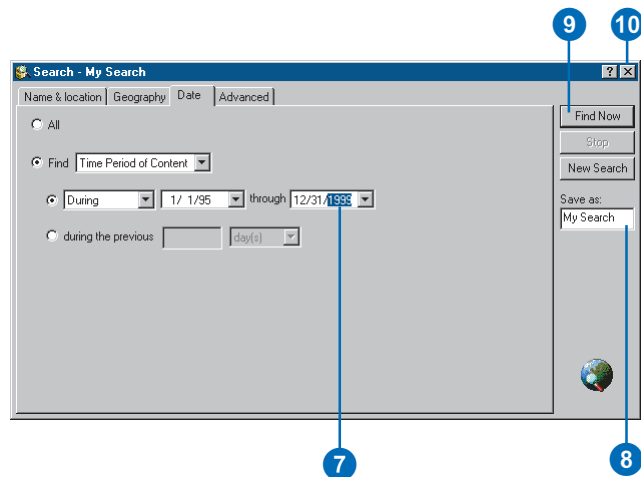 9 10
Search - My Search ? X
Name & location Geography Date Advanced
All
Find Now
Stop
Find Time Period of Content
New Search
During 1/ 1/95 through 12/31/1999
Save as:
My Search
during the previous day(s)
7 8